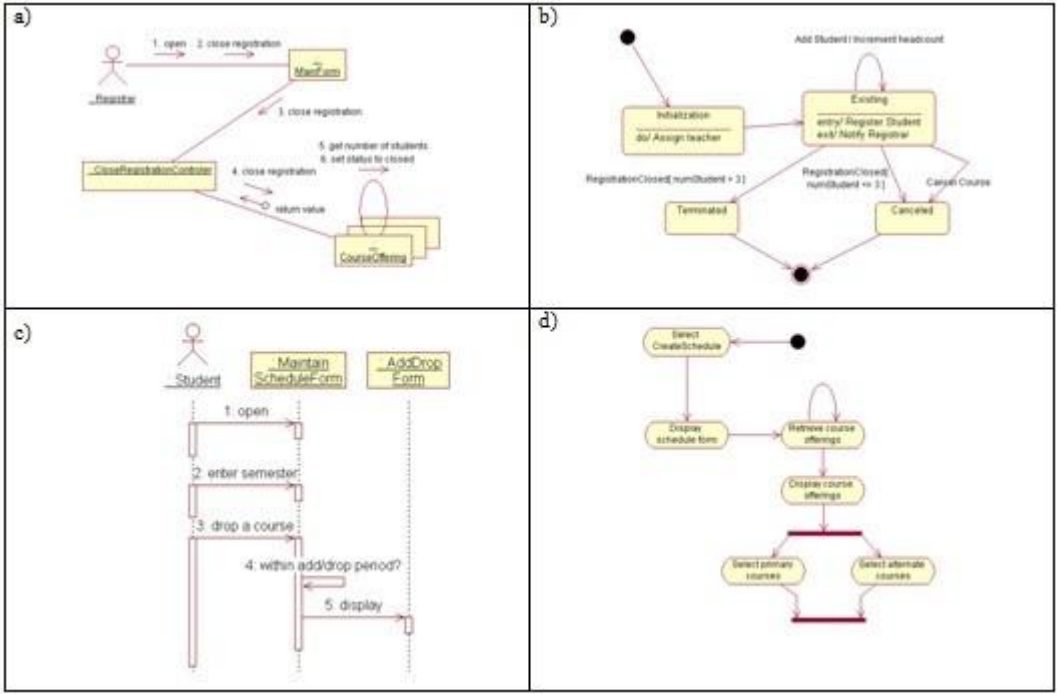 a)
1. open
2. close registration
: Registrar
: MainForm
3. close registration
: CloseRegistrationController
5. get number of students
6. set status to closed
4. close registration
return value
: CourseOffering
b)
Add Student / Increment headcount
Initialization
do/ Assign teacher
Existing
entry/ Register Student
exit/ Notify Registrar
RegistrationClosed[ numStudent
RegistrationClosed[
numStudent
Cancel Course
Terminated
Canceled
c)
: Student
: Maintain
ScheduleForm
: AddDrop
Form
1: open
2: enter semester
3: drop a course
4: within add/drop period?
5: display
d)
Select
CreateSchedule
Display
schedule form
Retrieve course
offerings
Display course
offerings
Select primary
courses
Select alternate
courses